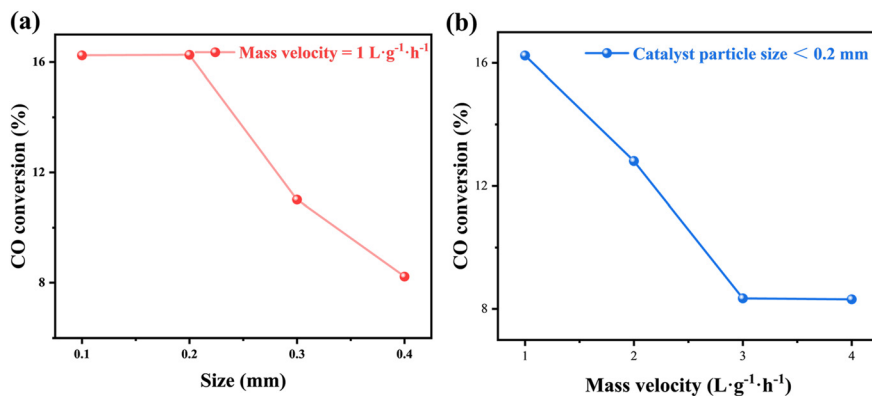 (a)
Mass velocity = 1 L·g⁻¹·h⁻¹
CO conversion (%)
16
12
8
0.1 0.2 0.3 0.4
Size (mm)
(b)
Catalyst particle size < 0.2 mm
CO conversion (%)
16
12
8
1 2 3 4
Mass velocity (L·g⁻¹·h⁻¹)